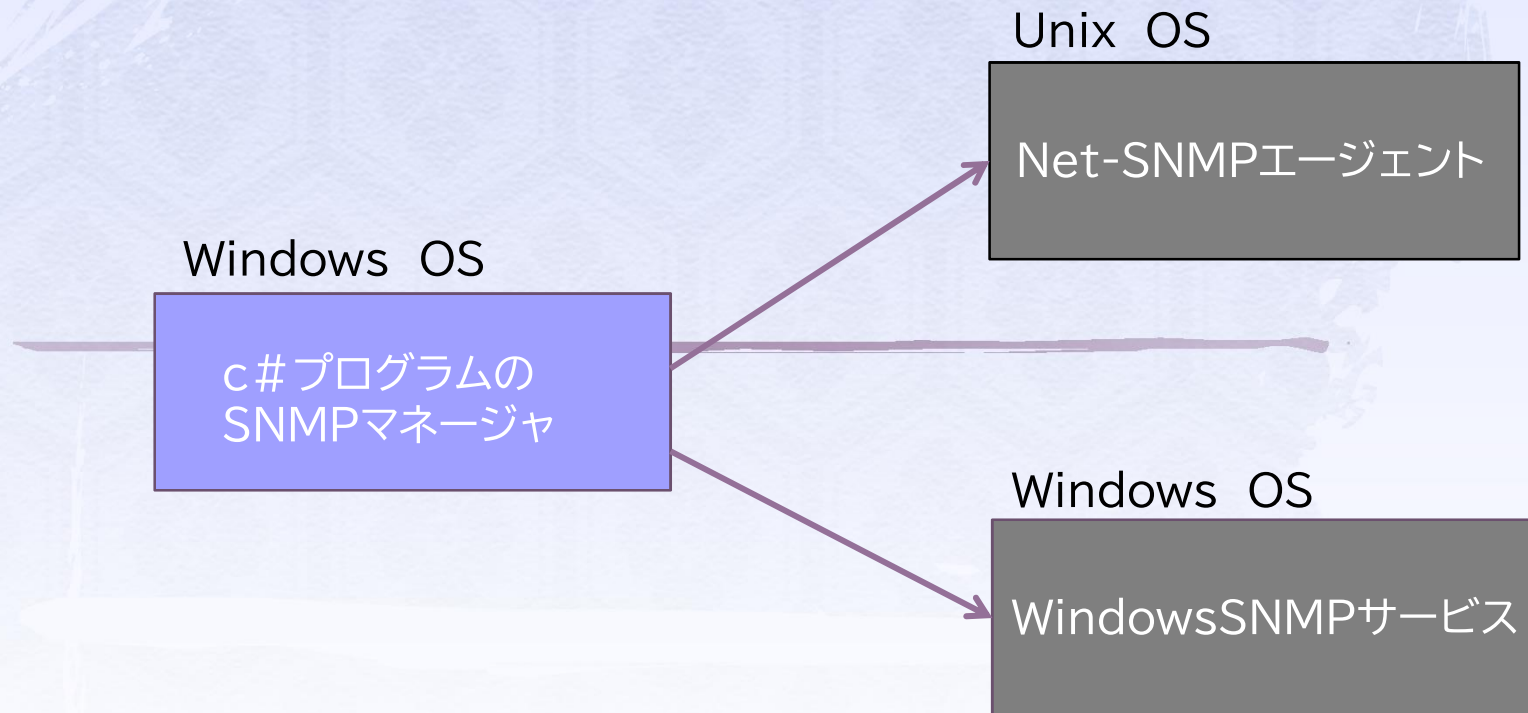 Unix OS
Net-SNMPエージェント
Windows OS
c#プログラムの
SNMPマネージャ
Windows OS
WindowsSNMPサービス